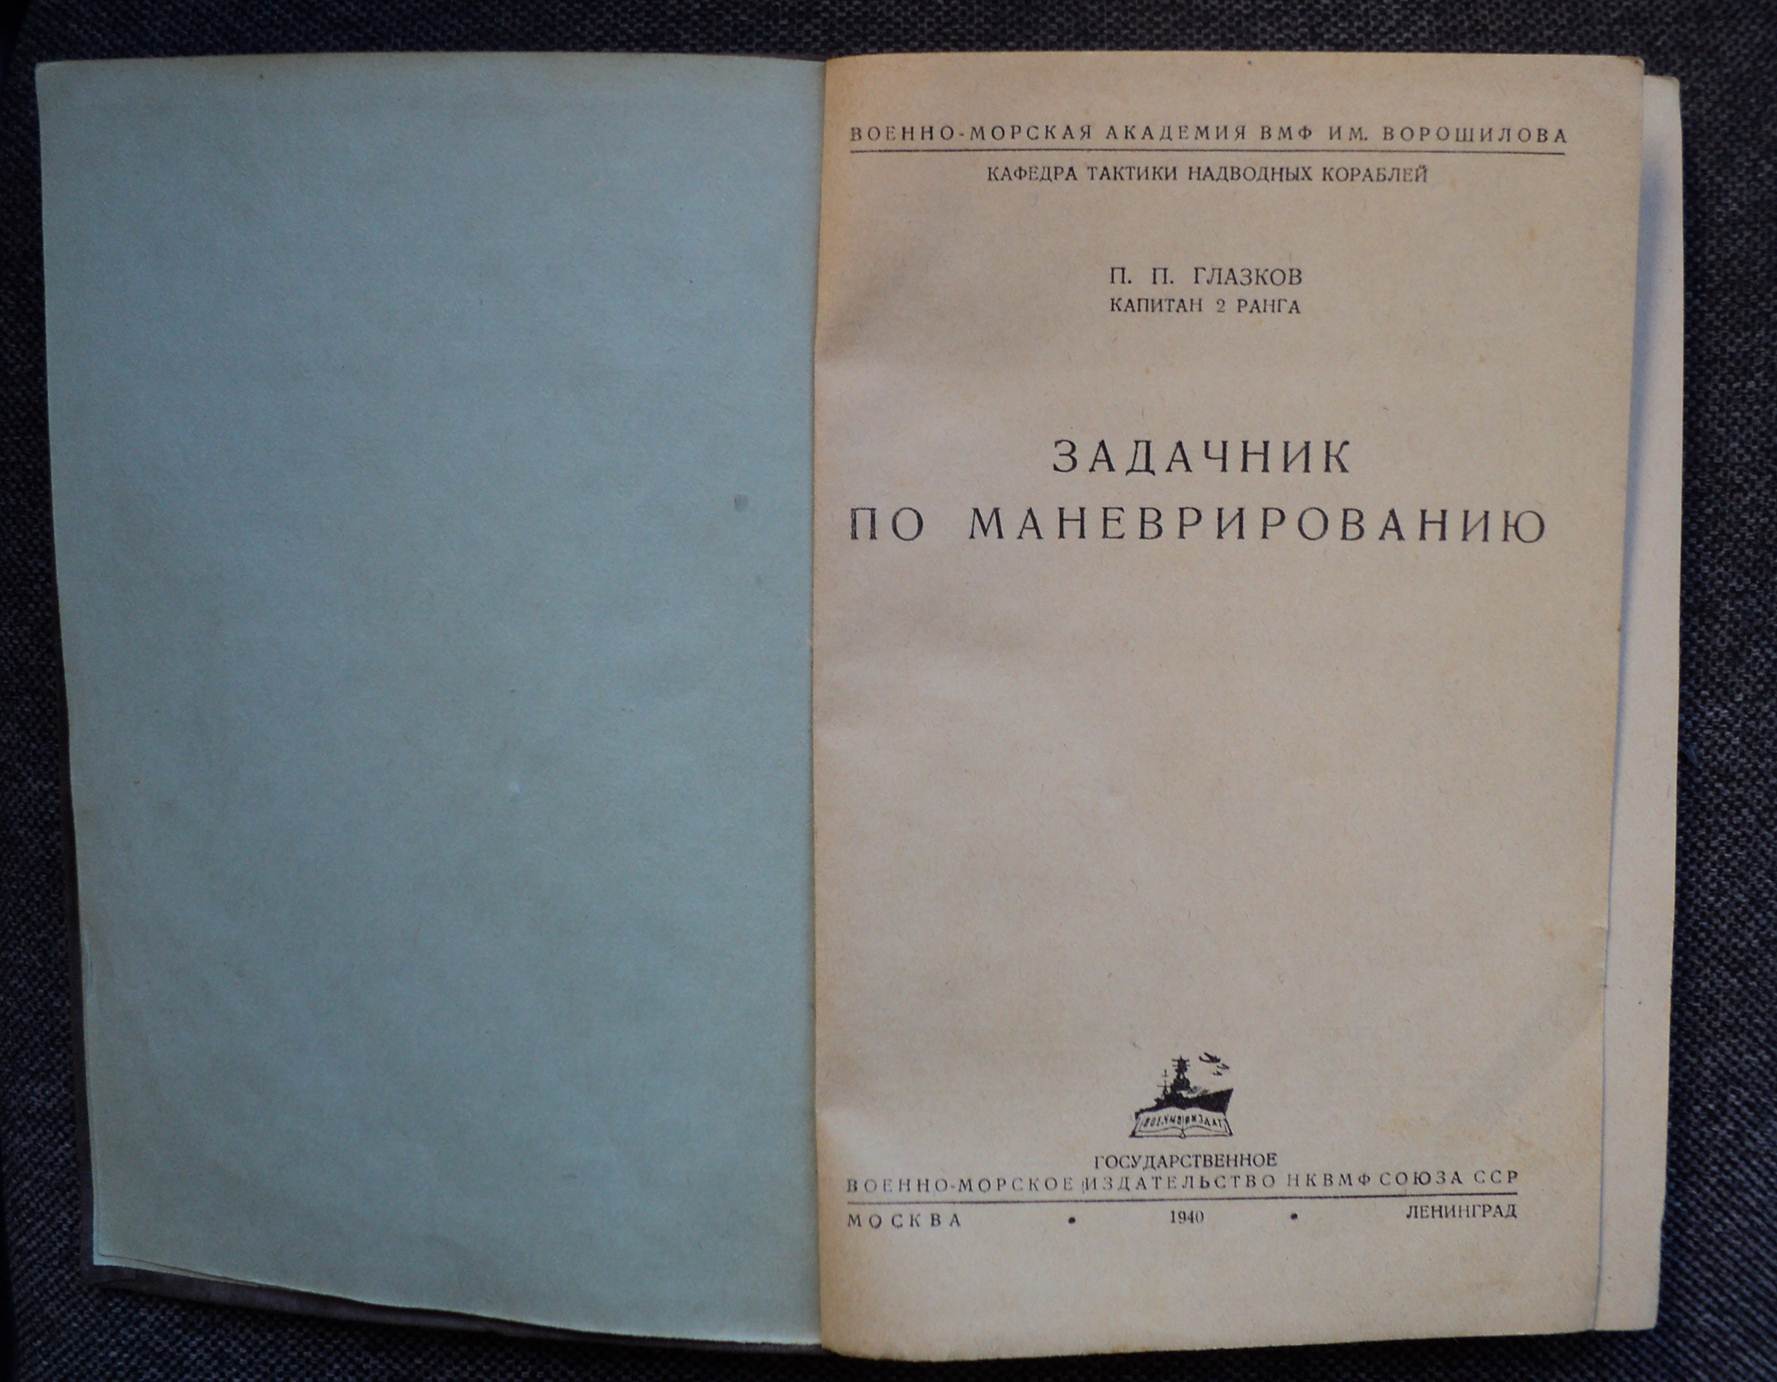 ВОЕННО-МОРСКАЯ АКАДЕМИЯ ВМФ ИМ. ВОРОШИЛОВА
КАФЕДРА ТАКТИКИ НАДВОДНЫХ КОРАБЛЕЙ
П. П. ГЛАЗКОВ
КАПИТАН 2 РАНГА
ЗАДАЧНИК
ПО МАНЕВРИРОВАНИЮ
ГОСУДАРСТВЕННОЕ
ВОЕННО-МОРСКОЕ ИЗДАТЕЛЬСТВО НКВМФ СОЮЗА ССР
МОСКВА • 1940 • ЛЕНИНГРАД